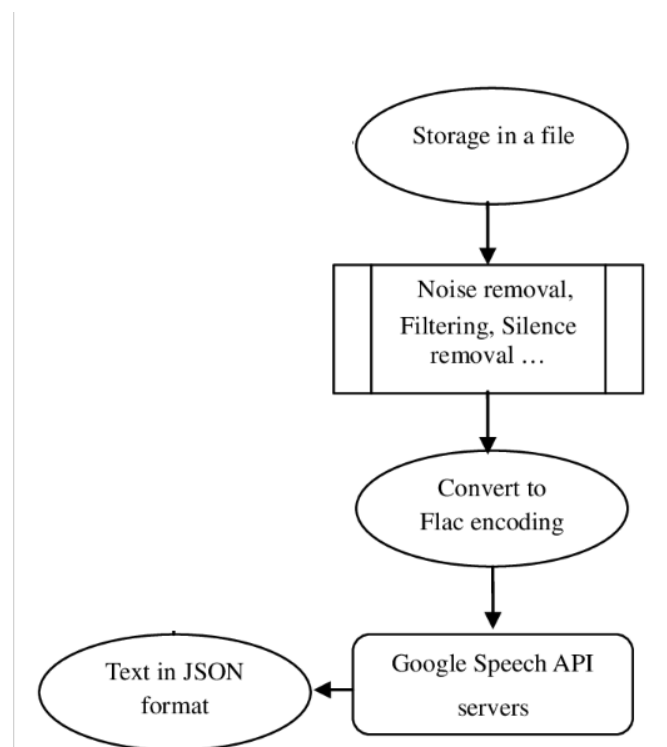 Storage in a file
Noise removal,
Filtering, Silence
removal …
Convert to
Flac encoding
Google Speech API
servers
Text in JSON
format